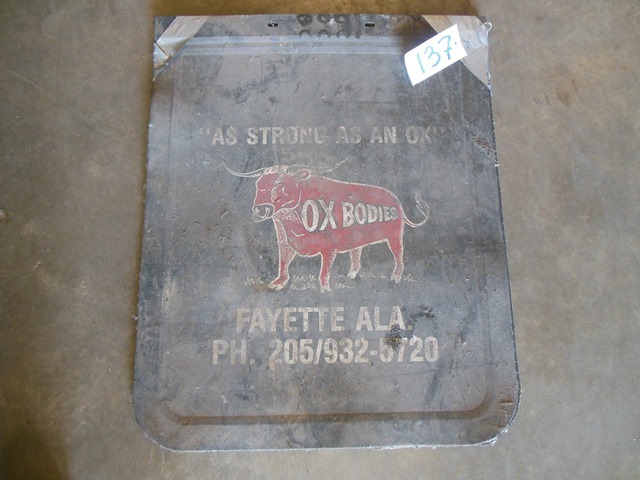 137.
"AS STRONG AS AN OX"
OX BODIES
FAYETTE ALA.
PH. 205/932-5720